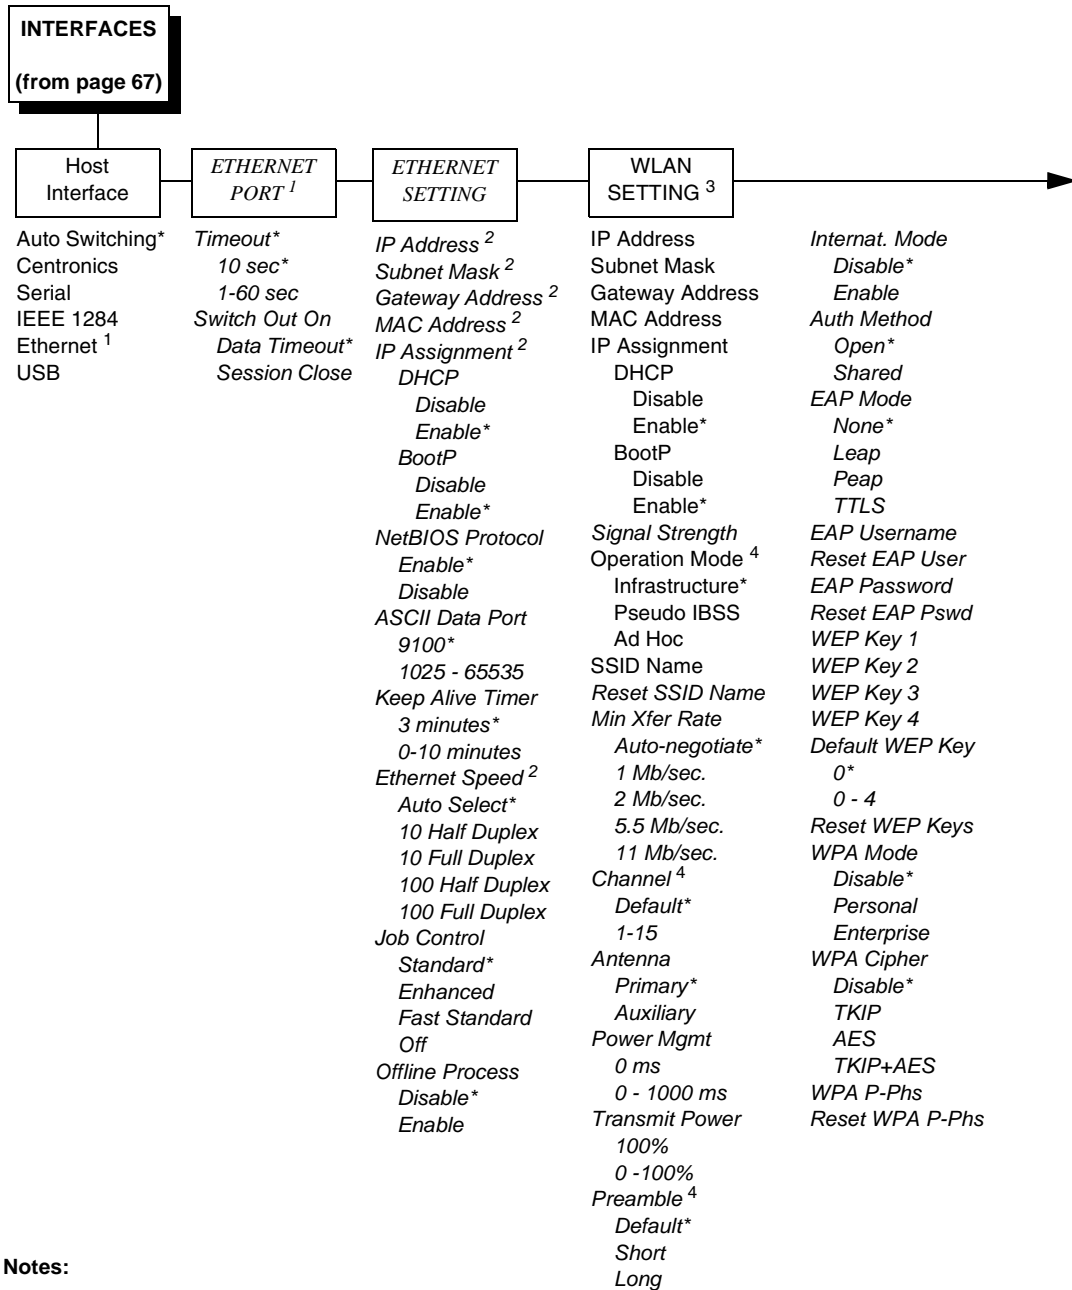 INTERFACES
(from page 67)
Host
Interface
ETHERNET
PORT 1
ETHERNET
SETTING
WLAN
SETTING 3
Auto Switching*
Centronics
Serial
IEEE 1284
Ethernet 1
USB
Timeout*
10 sec*
1-60 sec
Switch Out On
Data Timeout*
Session Close
IP Address 2
Subnet Mask 2
Gateway Address 2
MAC Address 2
IP Assignment 2
DHCP
Disable
Enable*
BootP
Disable
Enable*
NetBIOS Protocol
Enable*
Disable
ASCII Data Port
9100*
1025 - 65535
Keep Alive Timer
3 minutes*
0-10 minutes
Ethernet Speed 2
Auto Select*
10 Half Duplex
10 Full Duplex
100 Half Duplex
100 Full Duplex
Job Control
Standard*
Enhanced
Fast Standard
Off
Offline Process
Disable*
Enable
IP Address
Subnet Mask
Gateway Address
MAC Address
IP Assignment
DHCP
Disable
Enable*
BootP
Disable
Enable*
Signal Strength
Operation Mode 4
Infrastructure*
Pseudo IBSS
Ad Hoc
SSID Name
Reset SSID Name
Min Xfer Rate
Auto-negotiate*
1 Mb/sec.
2 Mb/sec.
5.5 Mb/sec.
11 Mb/sec.
Channel 4
Default*
1-15
Antenna
Primary*
Auxiliary
Power Mgmt
0 ms
0 - 1000 ms
Transmit Power
100%
0 -100%
Preamble 4
Default*
Short
Long
Internat. Mode
Disable*
Enable
Auth Method
Open*
Shared
EAP Mode
None*
Leap
Peap
TTLS
EAP Username
Reset EAP User
EAP Password
Reset EAP Pswd
WEP Key 1
WEP Key 2
WEP Key 3
WEP Key 4
Default WEP Key
0*
0 - 4
Reset WEP Keys
WPA Mode
Disable*
Personal
Enterprise
WPA Cipher
Disable*
TKIP
AES
TKIP+AES
WPA P-Phs
Reset WPA P-Phs
Notes: